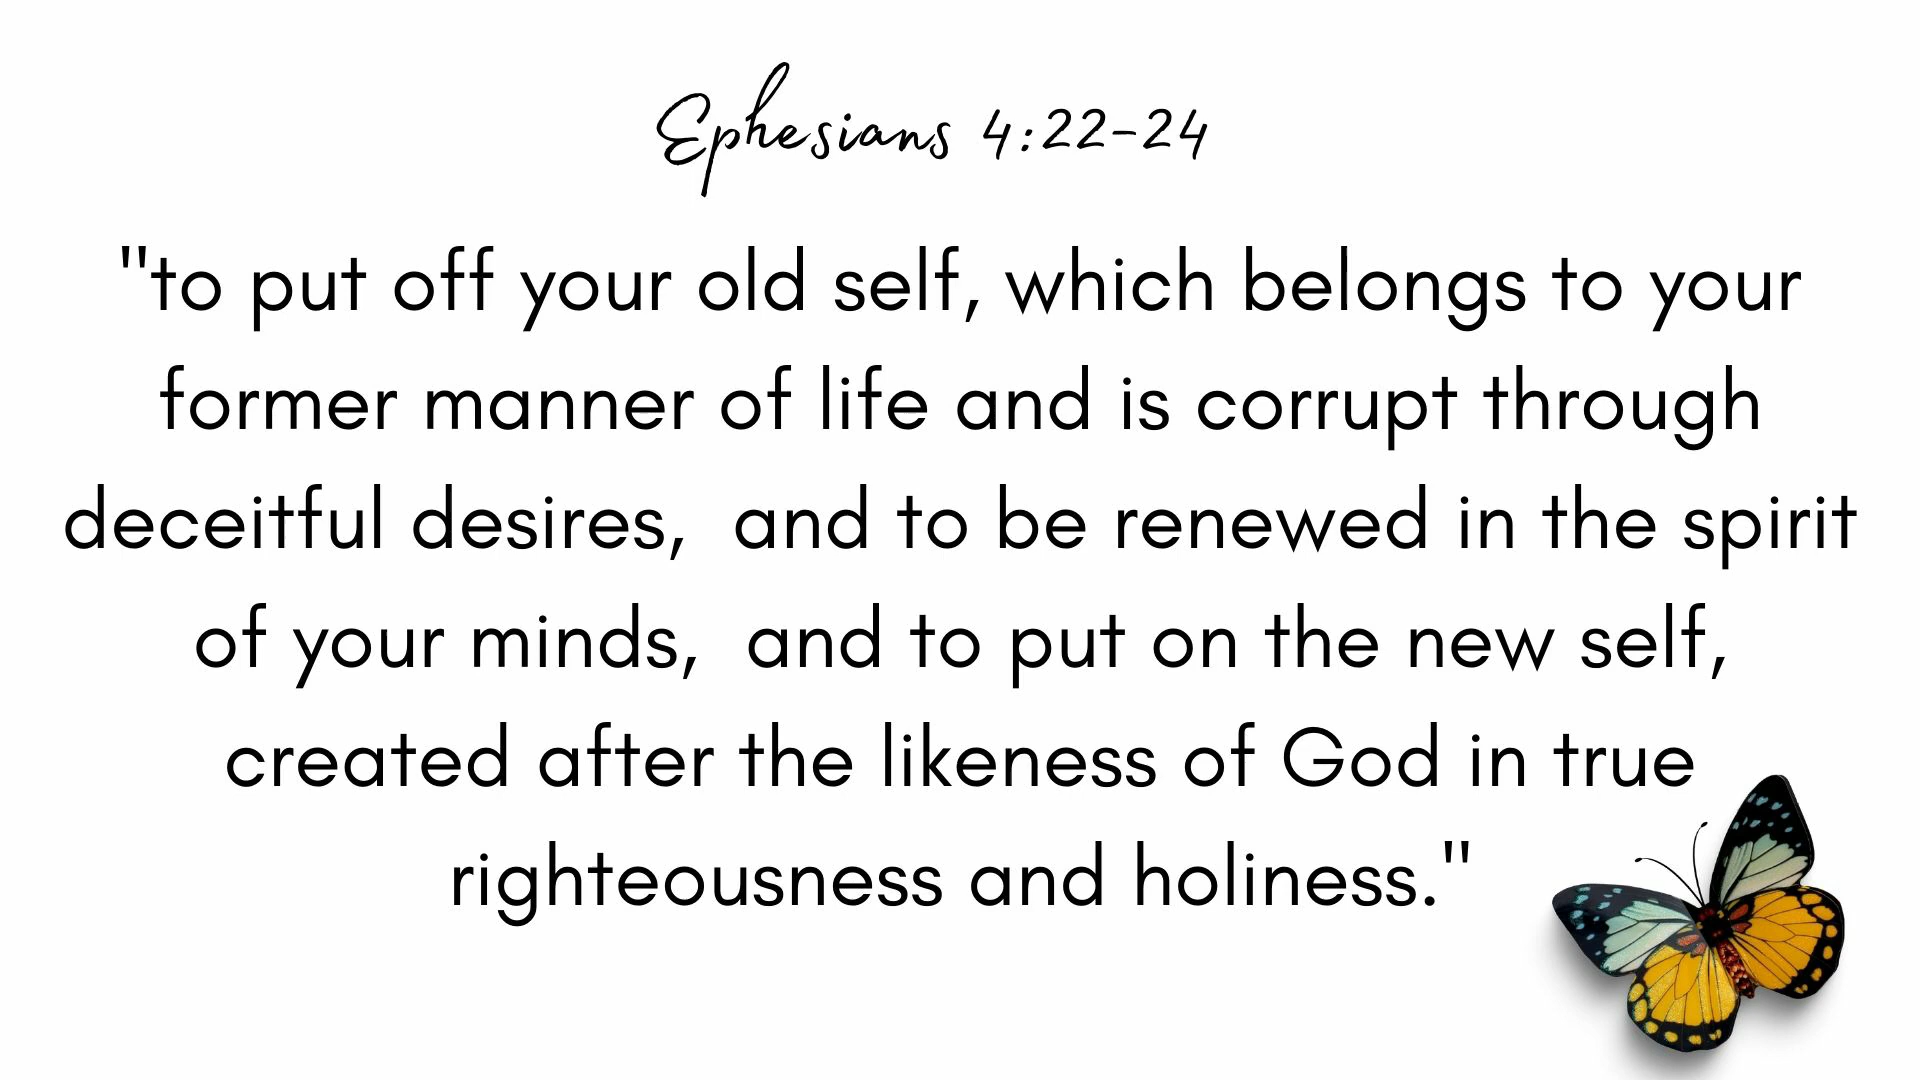 Ephesians 4:22-24
"to put off your old self, which belongs to your
former manner of life and is corrupt through
deceitful desires,  and to be renewed in the spirit
of your minds,  and to put on the new self,
created after the likeness of God in true
righteousness and holiness."